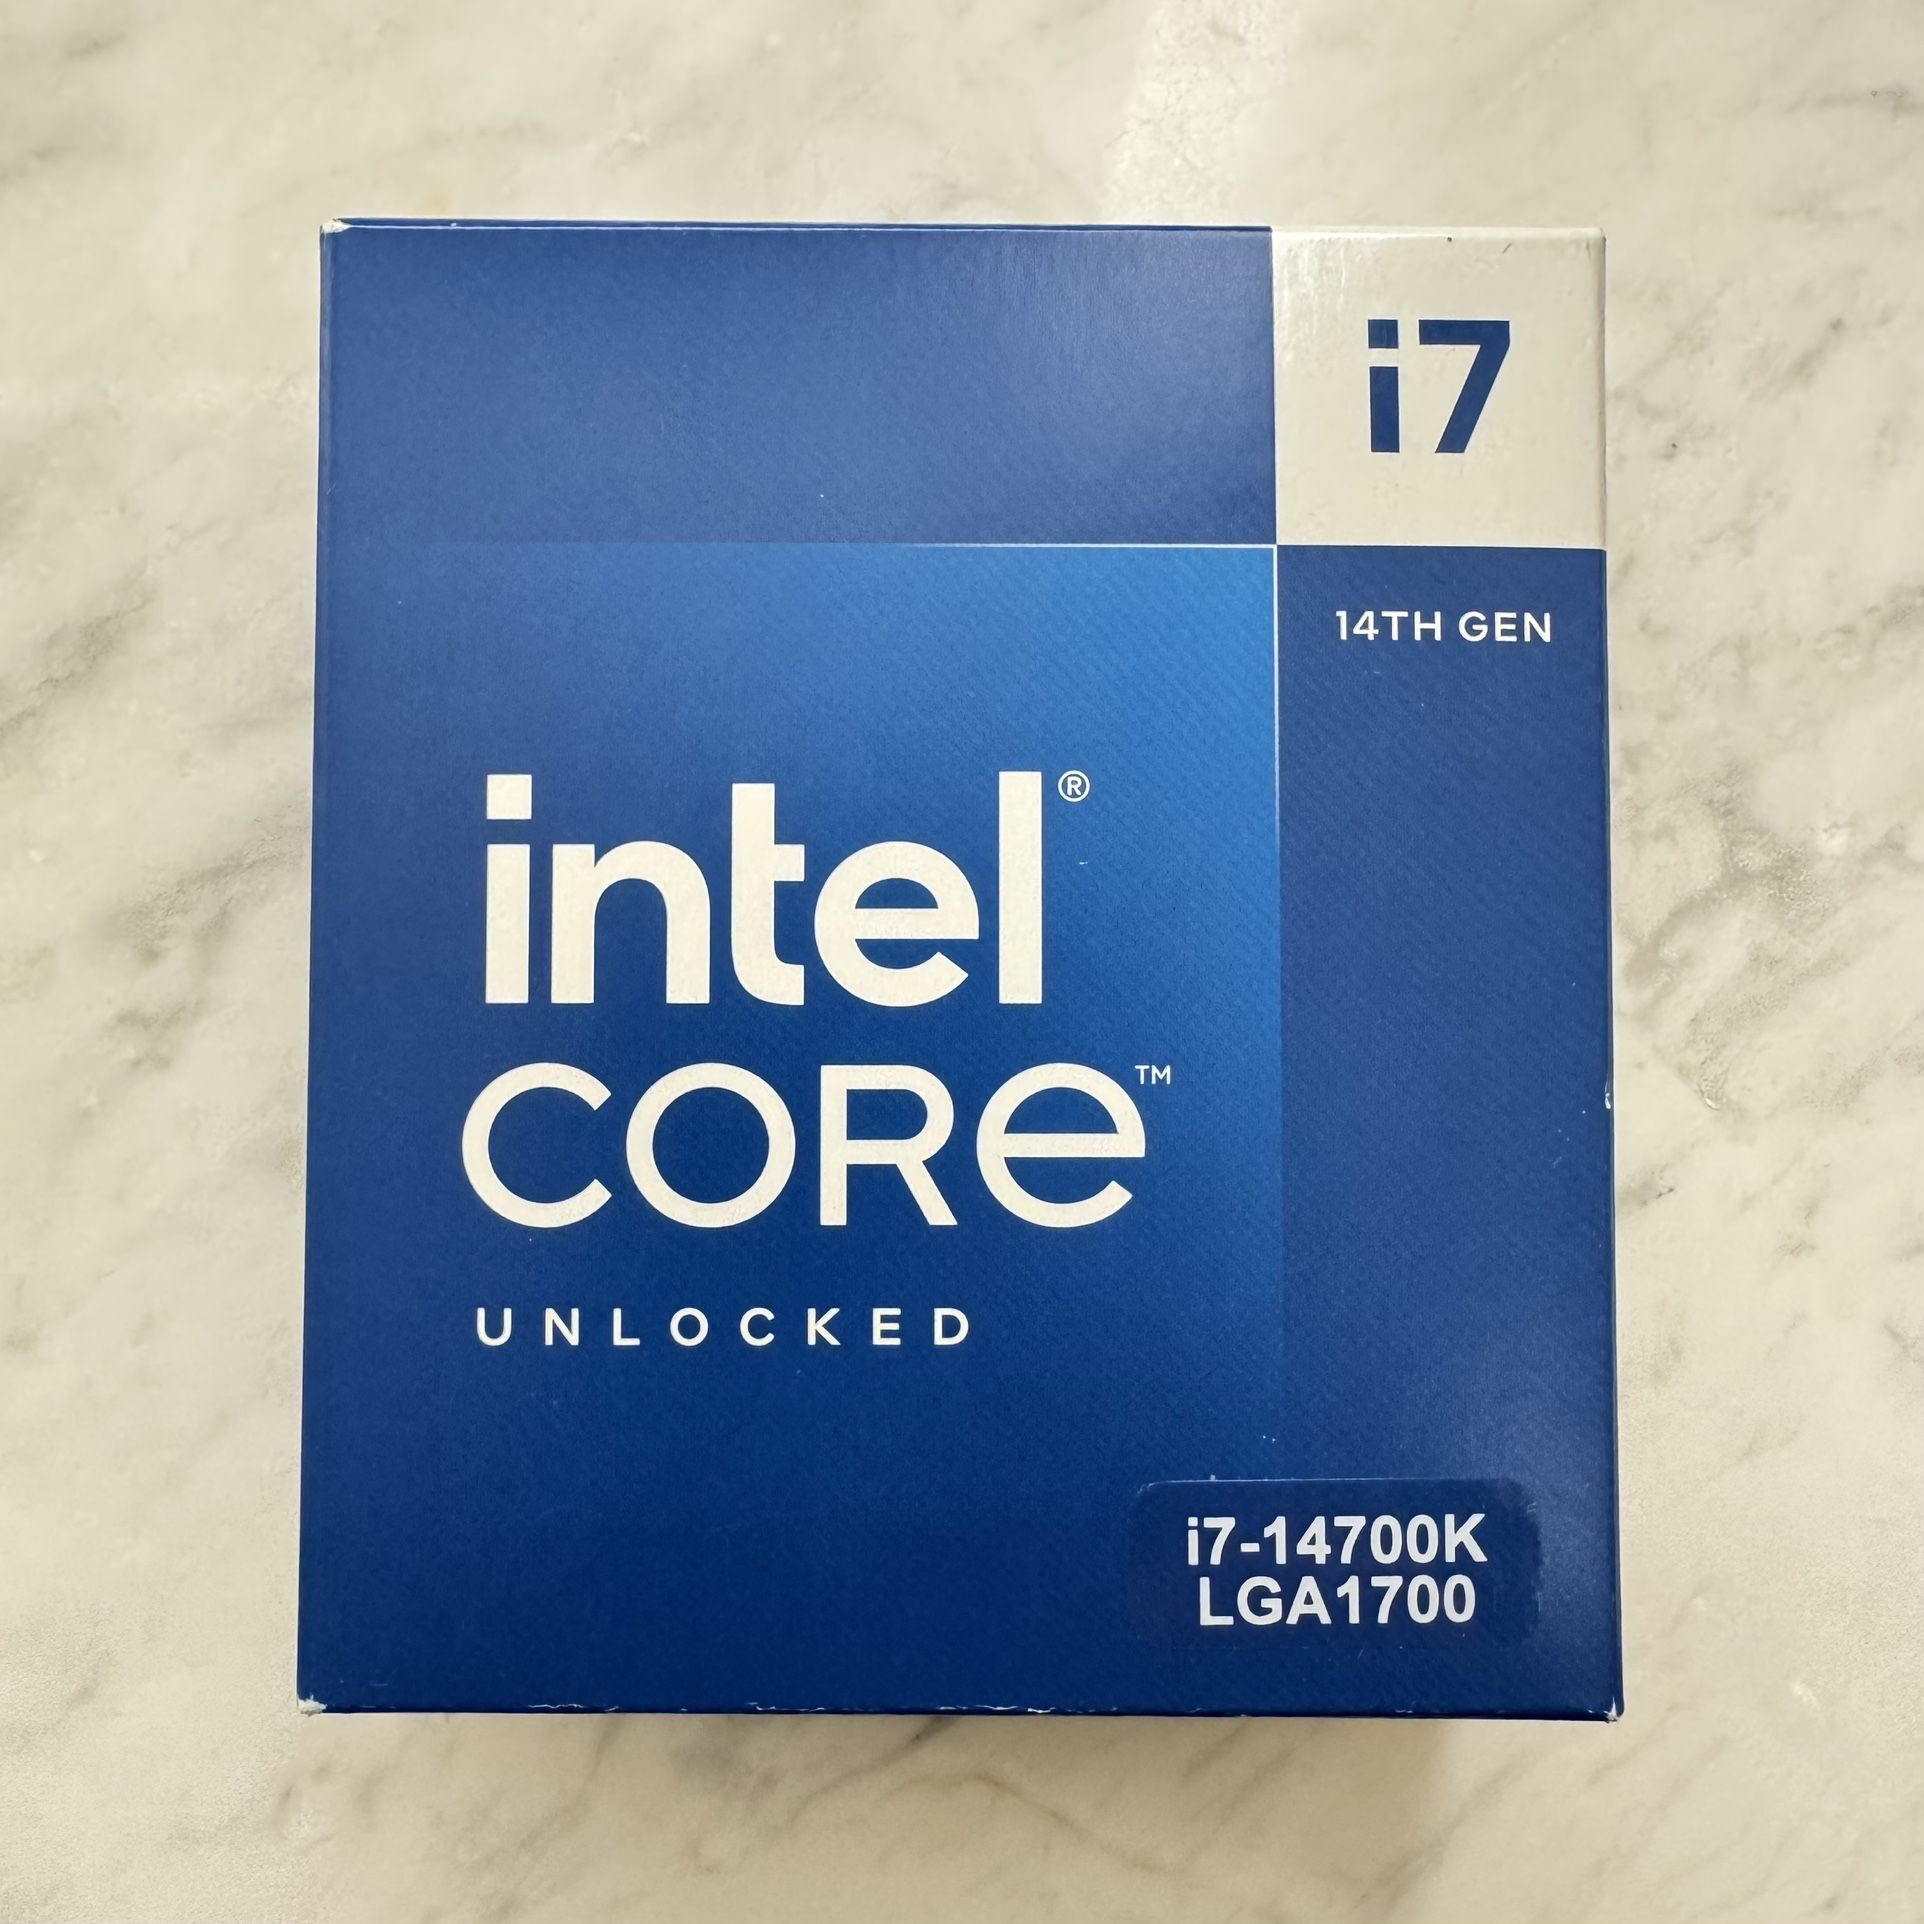 i7
14TH GEN
intel®
CORe™
UNLOCKED
i7-14700K
LGA1700